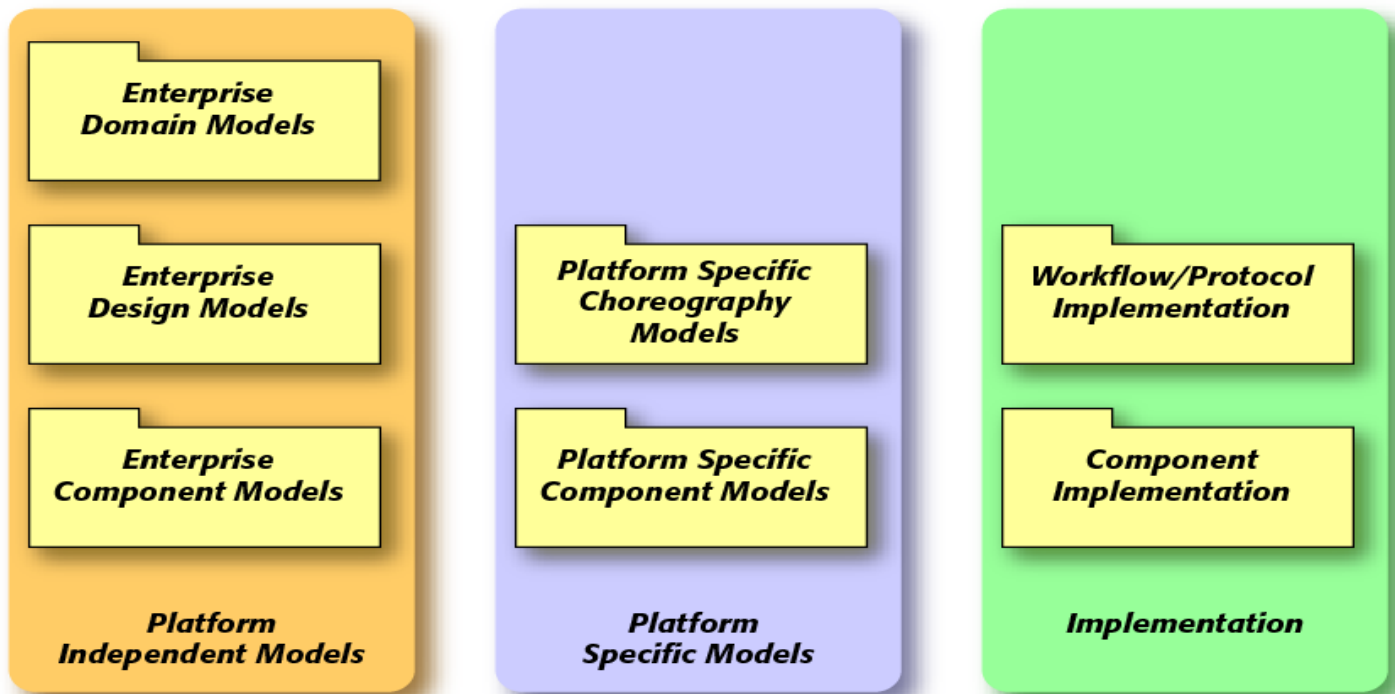 Enterprise
Domain Models
Enterprise
Design Models
Enterprise
Component Models
Platform
Independent Models
Platform Specific
Choreography
Models
Platform Specific
Component Models
Platform
Specific Models
Workflow/Protocol
Implementation
Component
Implementation
Implementation